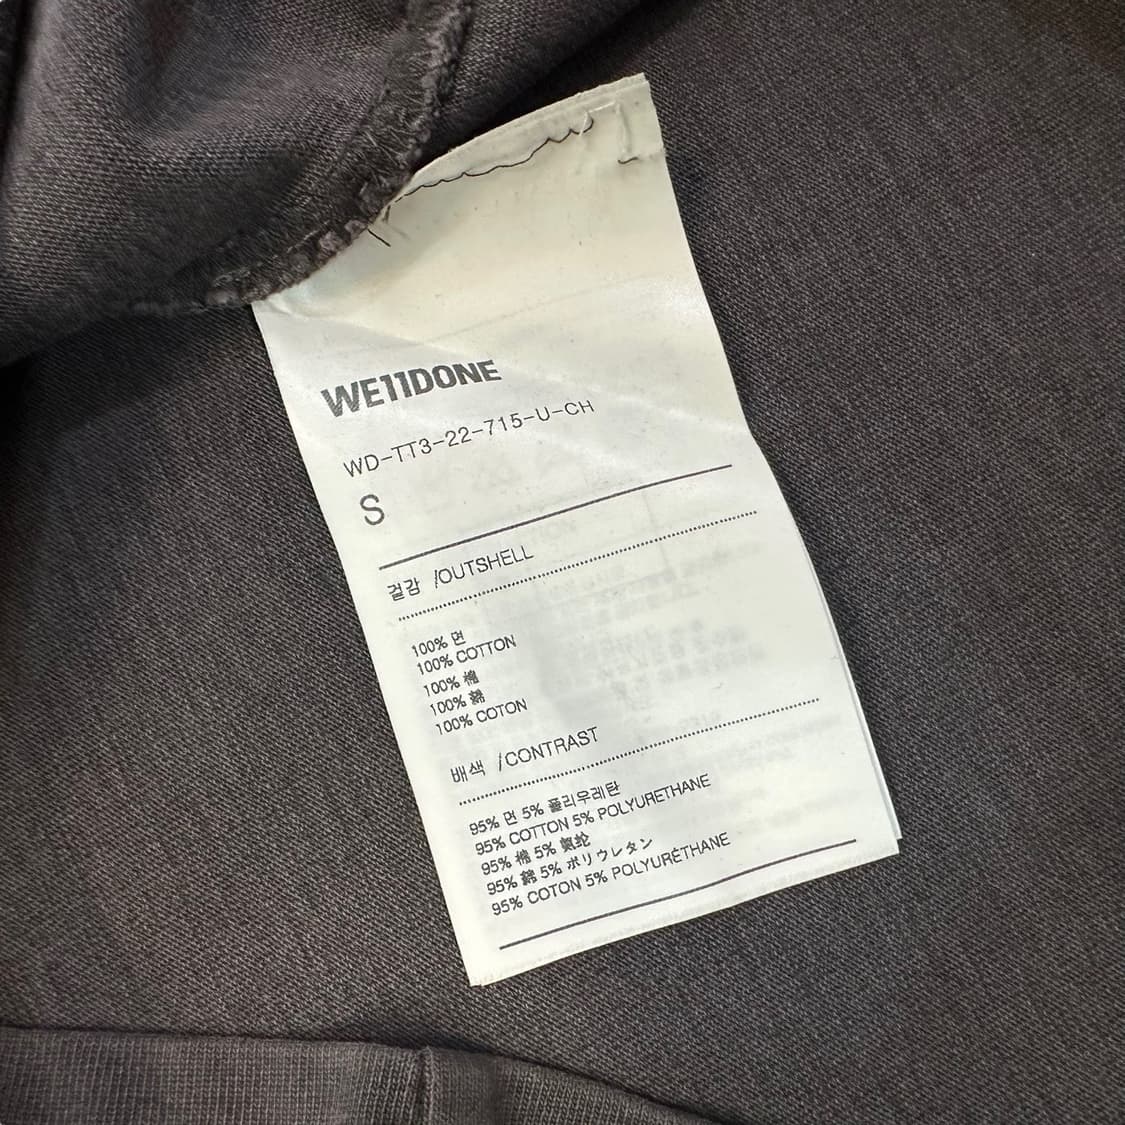 WE11DONE
WD-TT3-22-715-U-CH
S
겉감 /OUTSHELL
100% 면
100% COTTON
100% 棉
100% 綿
100% COTON
배색 /CONTRAST
95% 면 5% 폴리우레탄
95% COTTON 5% POLYURETHANE
95% 棉 5% 氨纶
95% 綿 5% ポリウレタン
95% COTON 5% POLYURÉTHANE